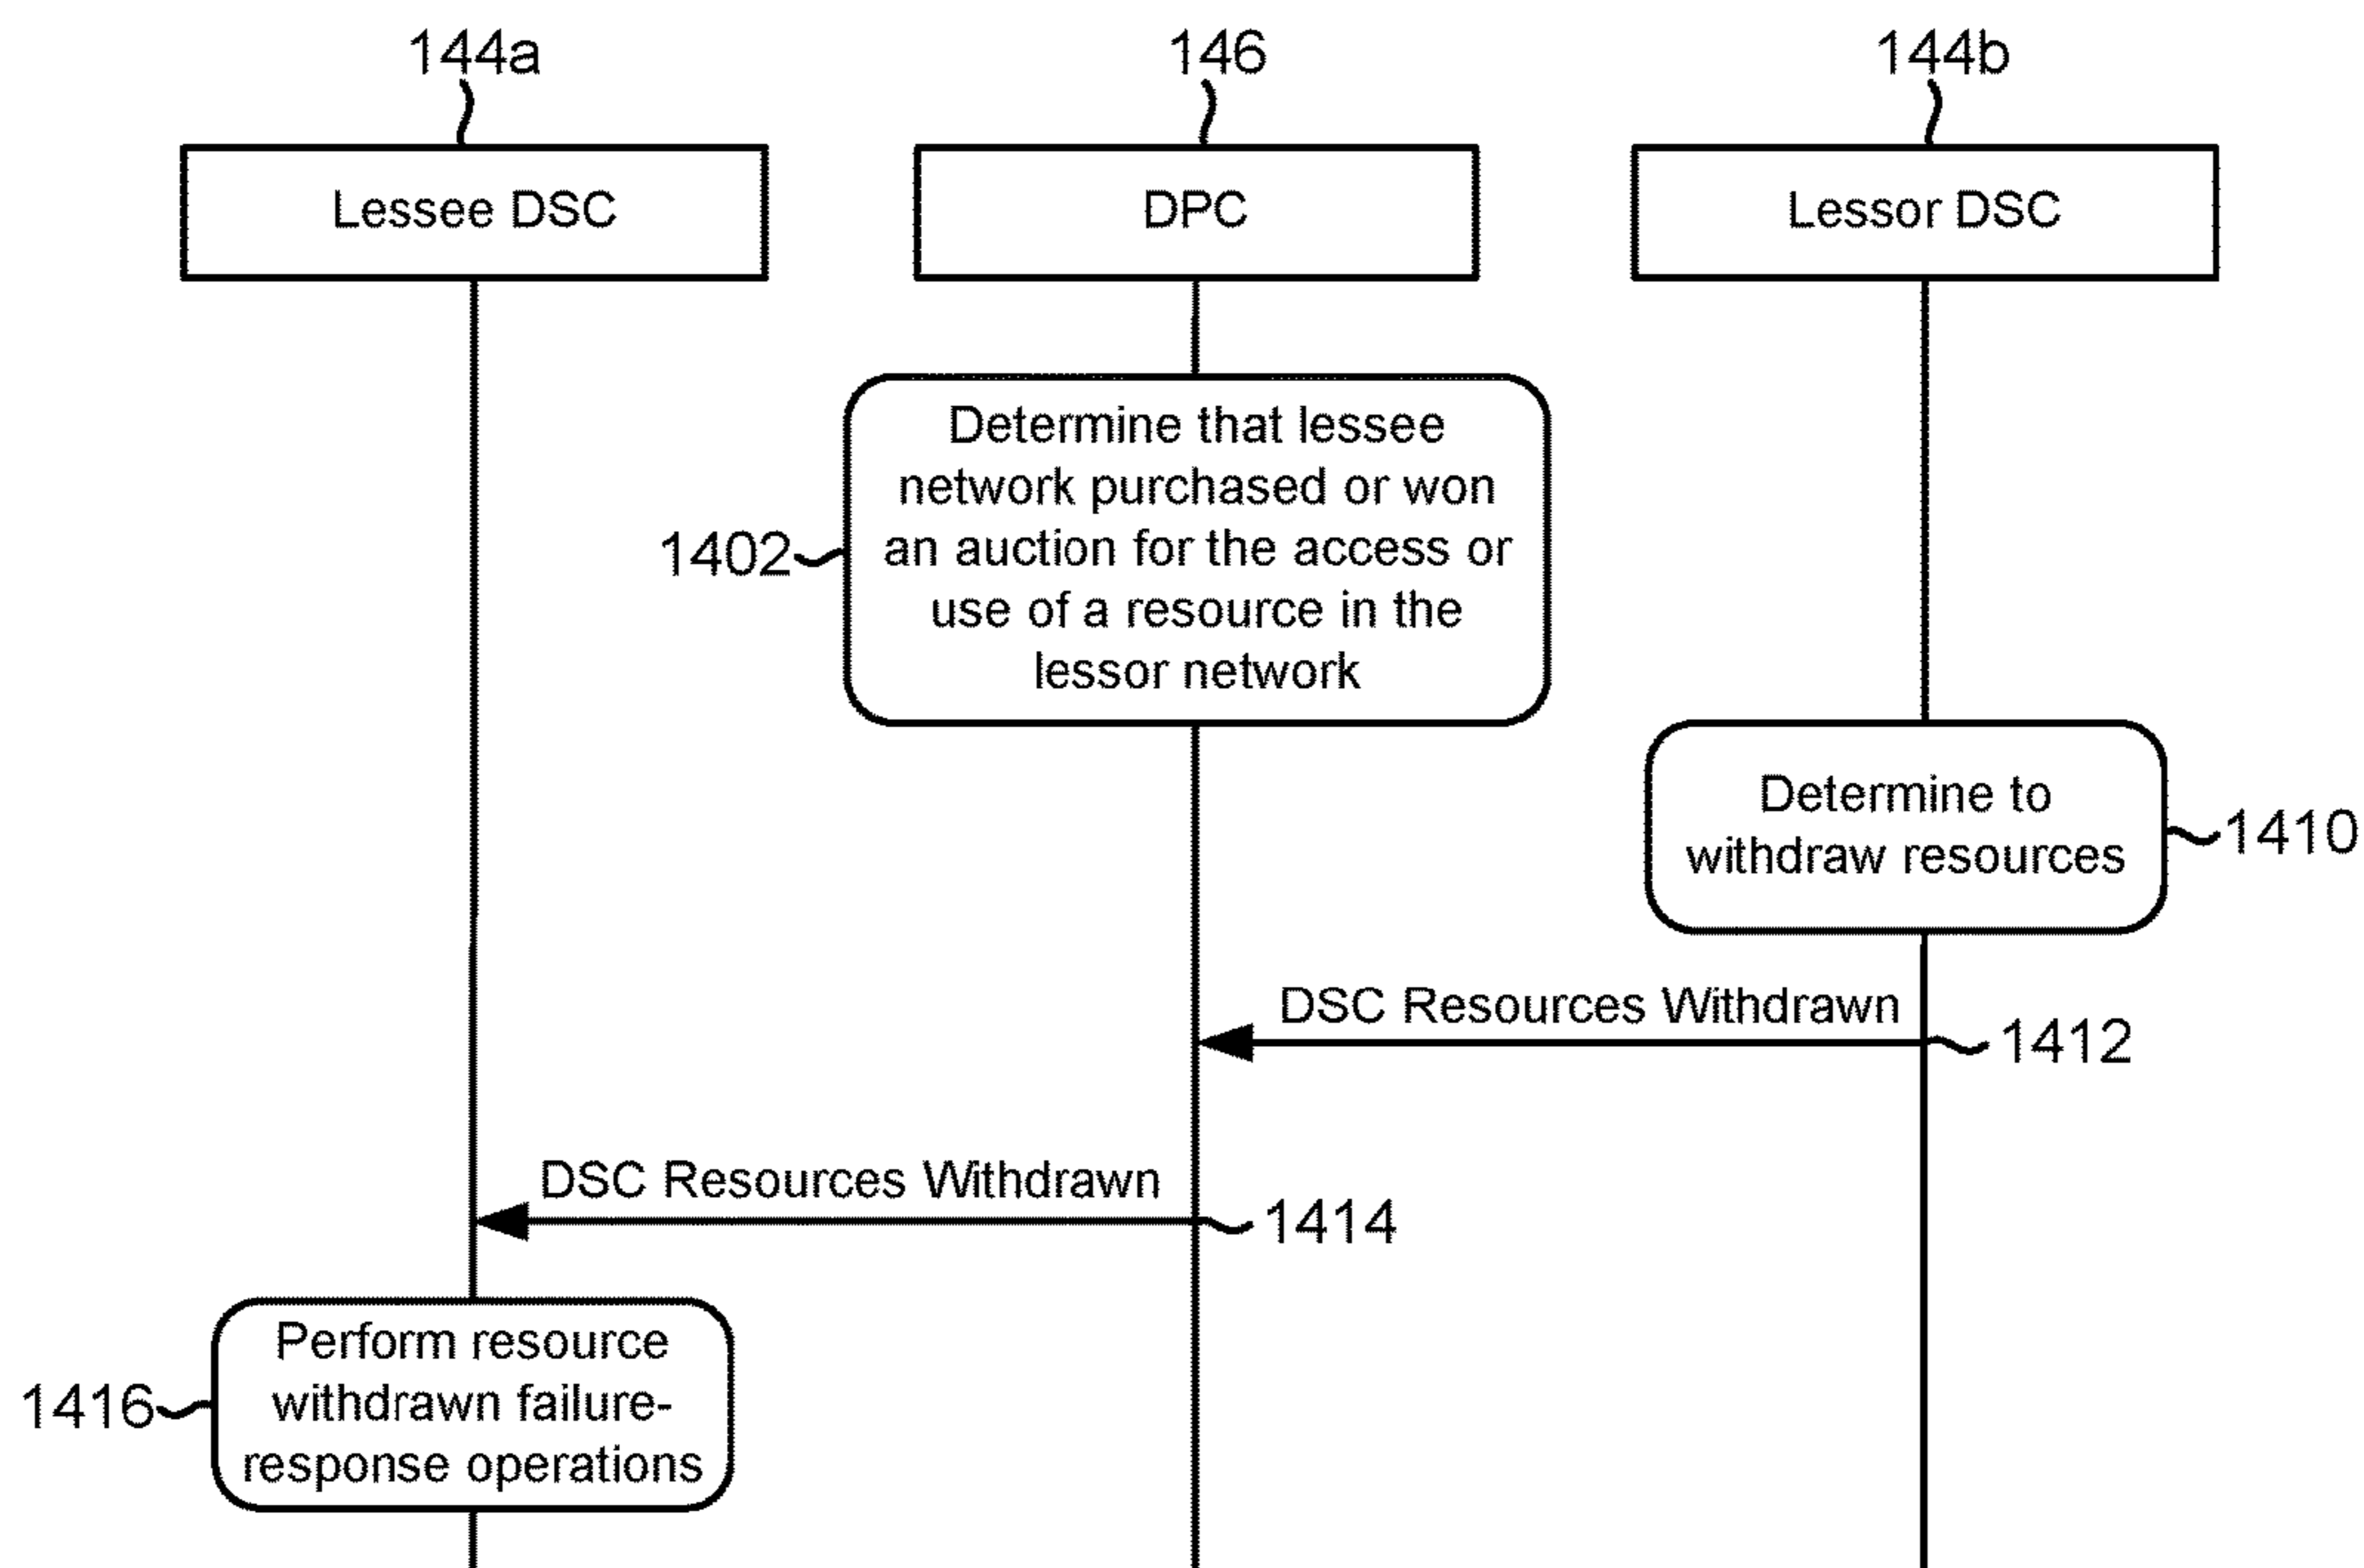 144a
146
144b
Lessee DSC
DPC
Lessor DSC
Determine that lessee
network purchased or won
an auction for the access or
use of a resource in the
lessor network
1402
Determine to
withdraw resources
1410
DSC Resources Withdrawn
1412
DSC Resources Withdrawn
1414
Perform resource
withdrawn failure-
response operations
1416